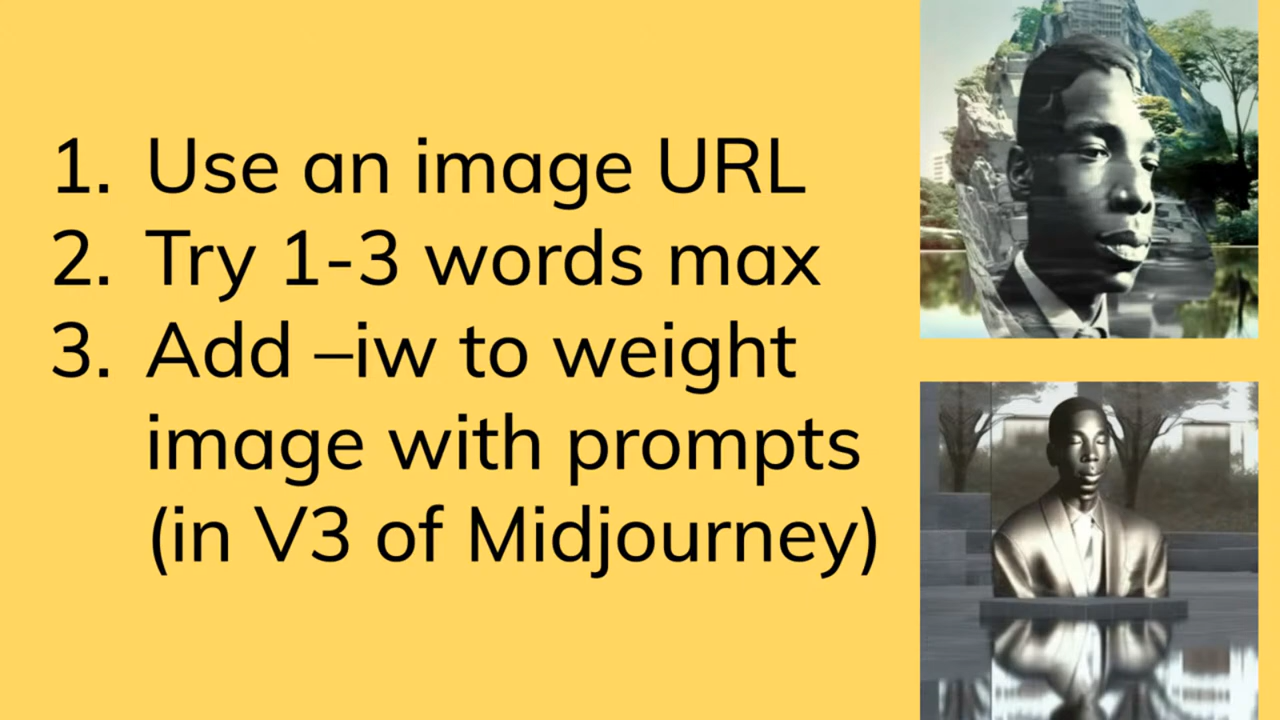 1. Use an image URL
2. Try 1-3 words max
3. Add –iw to weight
image with prompts
(in V3 of Midjourney)